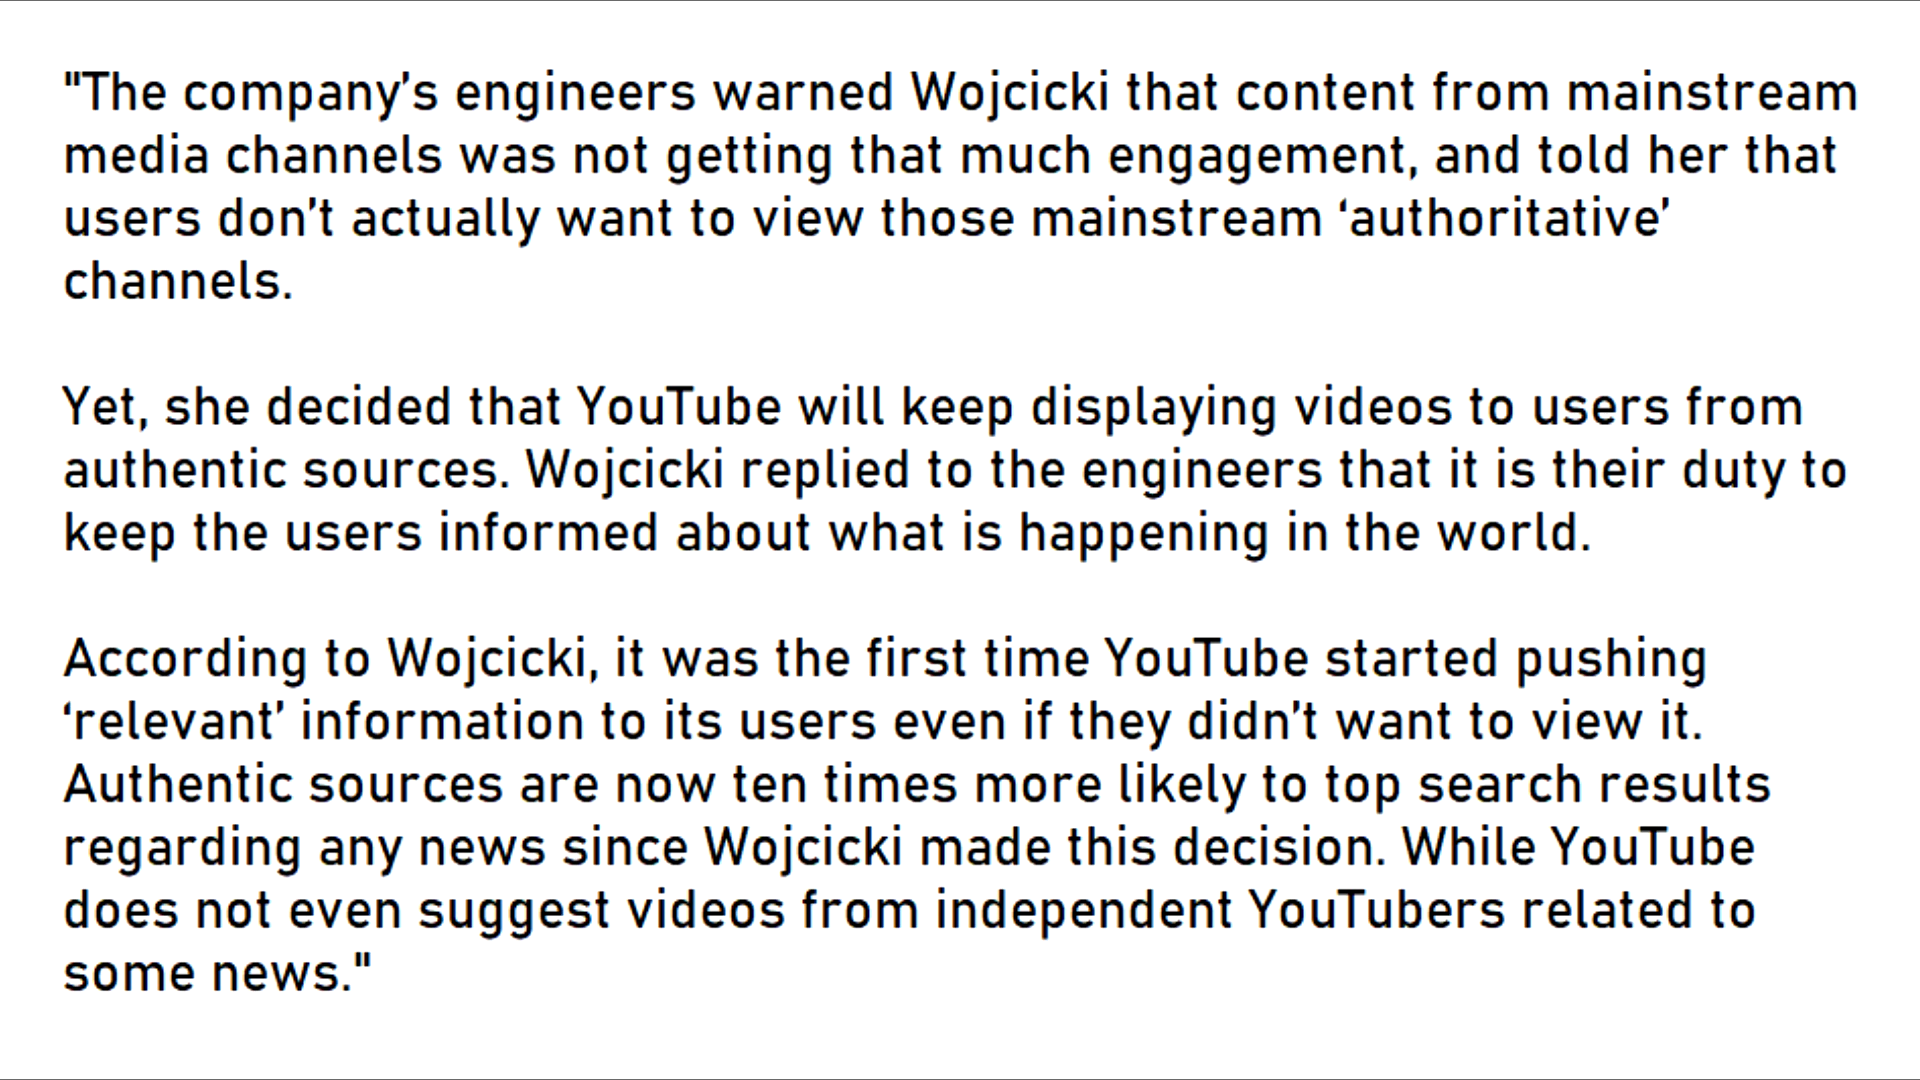 "The company’s engineers warned Wojcicki that content from mainstream
media channels was not getting that much engagement, and told her that
users don’t actually want to view those mainstream ‘authoritative’
channels.
Yet, she decided that YouTube will keep displaying videos to users from
authentic sources. Wojcicki replied to the engineers that it is their duty to
keep the users informed about what is happening in the world.
According to Wojcicki, it was the first time YouTube started pushing
‘relevant’ information to its users even if they didn’t want to view it.
Authentic sources are now ten times more likely to top search results
regarding any news since Wojcicki made this decision. While YouTube
does not even suggest videos from independent YouTubers related to
some news."